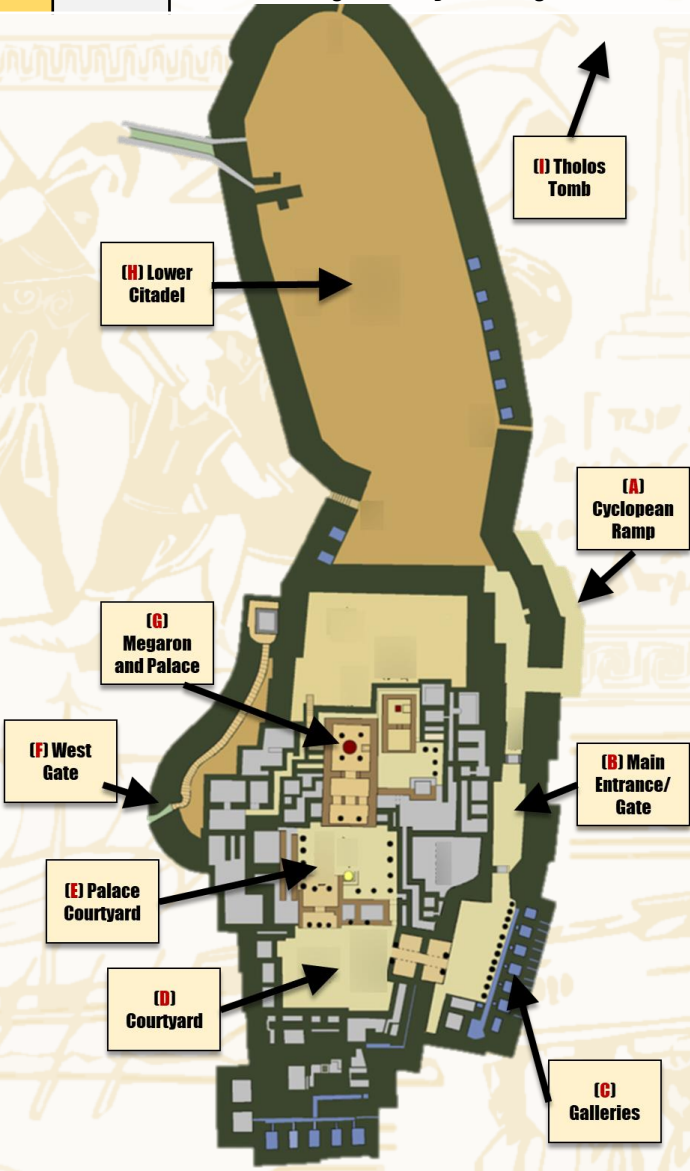 (I) Tholos
Tomb
(H) Lower
Citadel
(A)
Cyclopean
Ramp
(G)
Megaron
and Palace
(F) West
Gate
(B) Main
Entrance/
Gate
(E) Palace
Courtyard
(D)
Courtyard
(C)
Galleries